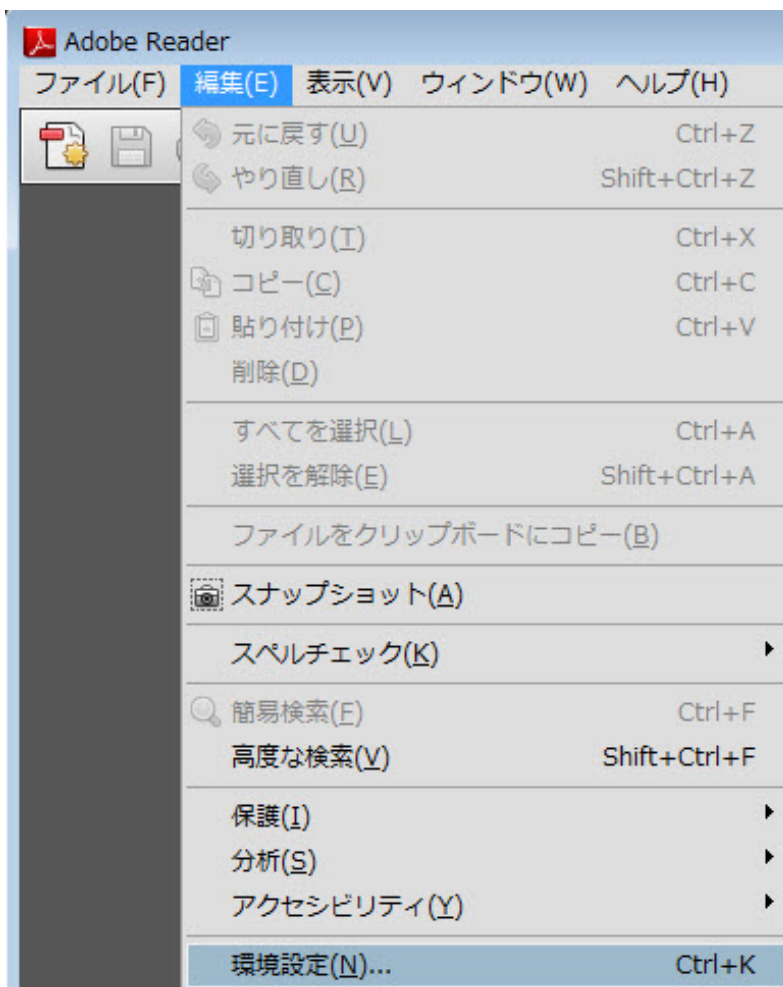 Adobe Reader
ファイル(F) 編集(E) 表示(V) ウィンドウ(W) ヘルプ(H)
元に戻す(U) Ctrl+Z
やり直し(R) Shift+Ctrl+Z
切り取り(T) Ctrl+X
コピー(C) Ctrl+C
貼り付け(P) Ctrl+V
削除(D)
すべてを選択(L) Ctrl+A
選択を解除(E) Shift+Ctrl+A
ファイルをクリップボードにコピー(B)
スナップショット(A)
スペルチェック(K)
簡易検索(F) Ctrl+F
高度な検索(V) Shift+Ctrl+F
保護(I)
分析(S)
アクセシビリティ(Y)
環境設定(N)... Ctrl+K